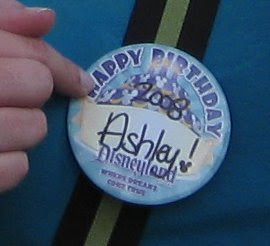 HAPPY BIRTHDAY
2008
Ashley!
Disneyland
WHERE DREAMS
COME TRUE